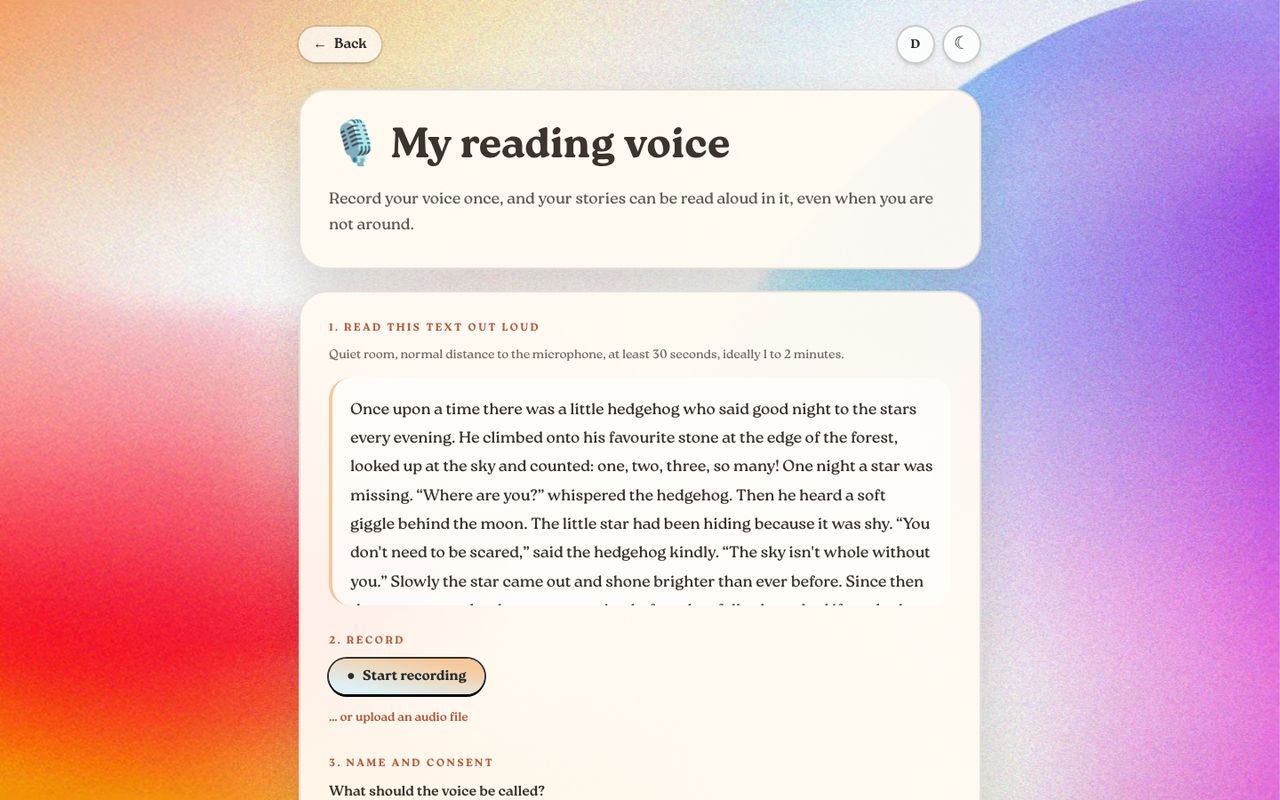 ← Back
D
My reading voice
Record your voice once, and your stories can be read aloud in it, even when you are
not around.
1. READ THIS TEXT OUT LOUD
Quiet room, normal distance to the microphone, at least 30 seconds, ideally 1 to 2 minutes.
Once upon a time there was a little hedgehog who said good night to the stars
every evening. He climbed onto his favourite stone at the edge of the forest,
looked up at the sky and counted: one, two, three, so many! One night a star was
missing. “Where are you?” whispered the hedgehog. Then he heard a soft
giggle behind the moon. The little star had been hiding because it was shy. “You
don't need to be scared,” said the hedgehog kindly. “The sky isn't whole without
you.” Slowly the star came out and shone brighter than ever before. Since then
2. RECORD
● Start recording
... or upload an audio file
3. NAME AND CONSENT
What should the voice be called?